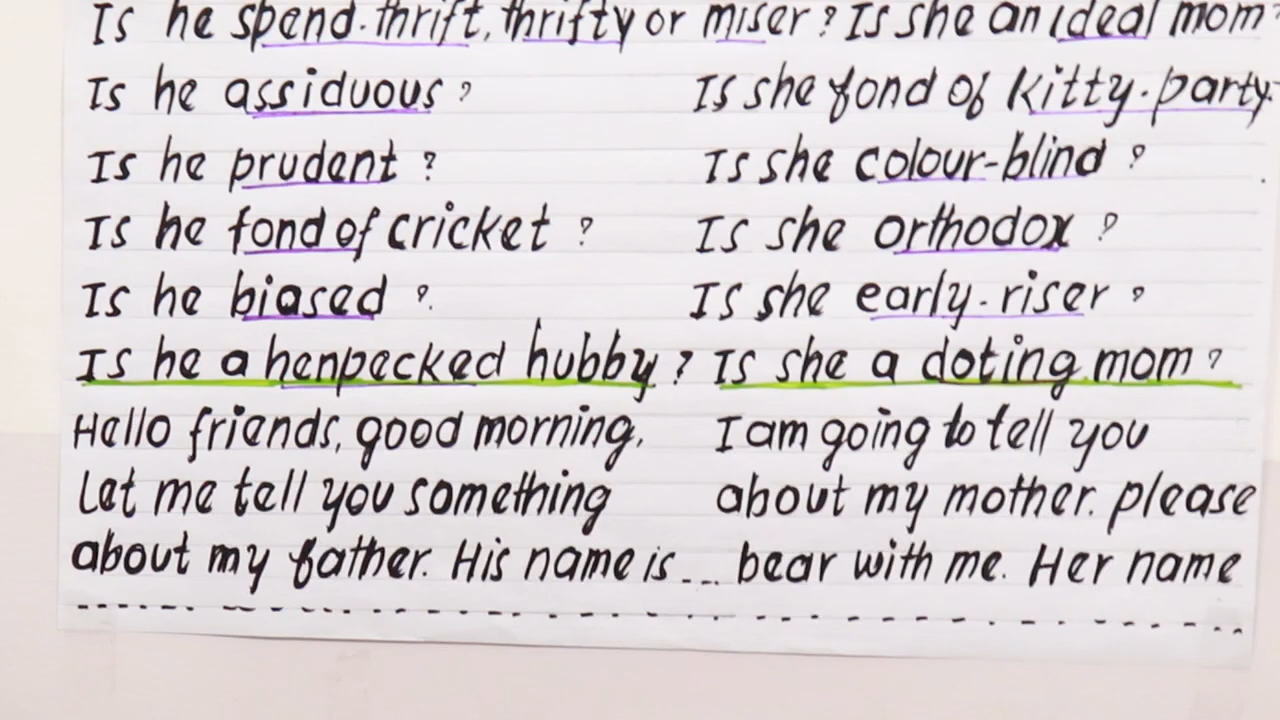 Is he spend-thrift, thrifty or miser? Is she an ideal mom?
Is he assiduous? Is she fond of kitty-party
Is he prudent? Is she colour-blind?
Is he fond of cricket? Is she orthodox?
Is he biased? Is she early-riser?
Is he a henpecked hubby? Is she a doting mom?
Hello friends, good morning. I am going to tell you
Let me tell you something about my mother. please
about my father. His name is... bear with me. Her name